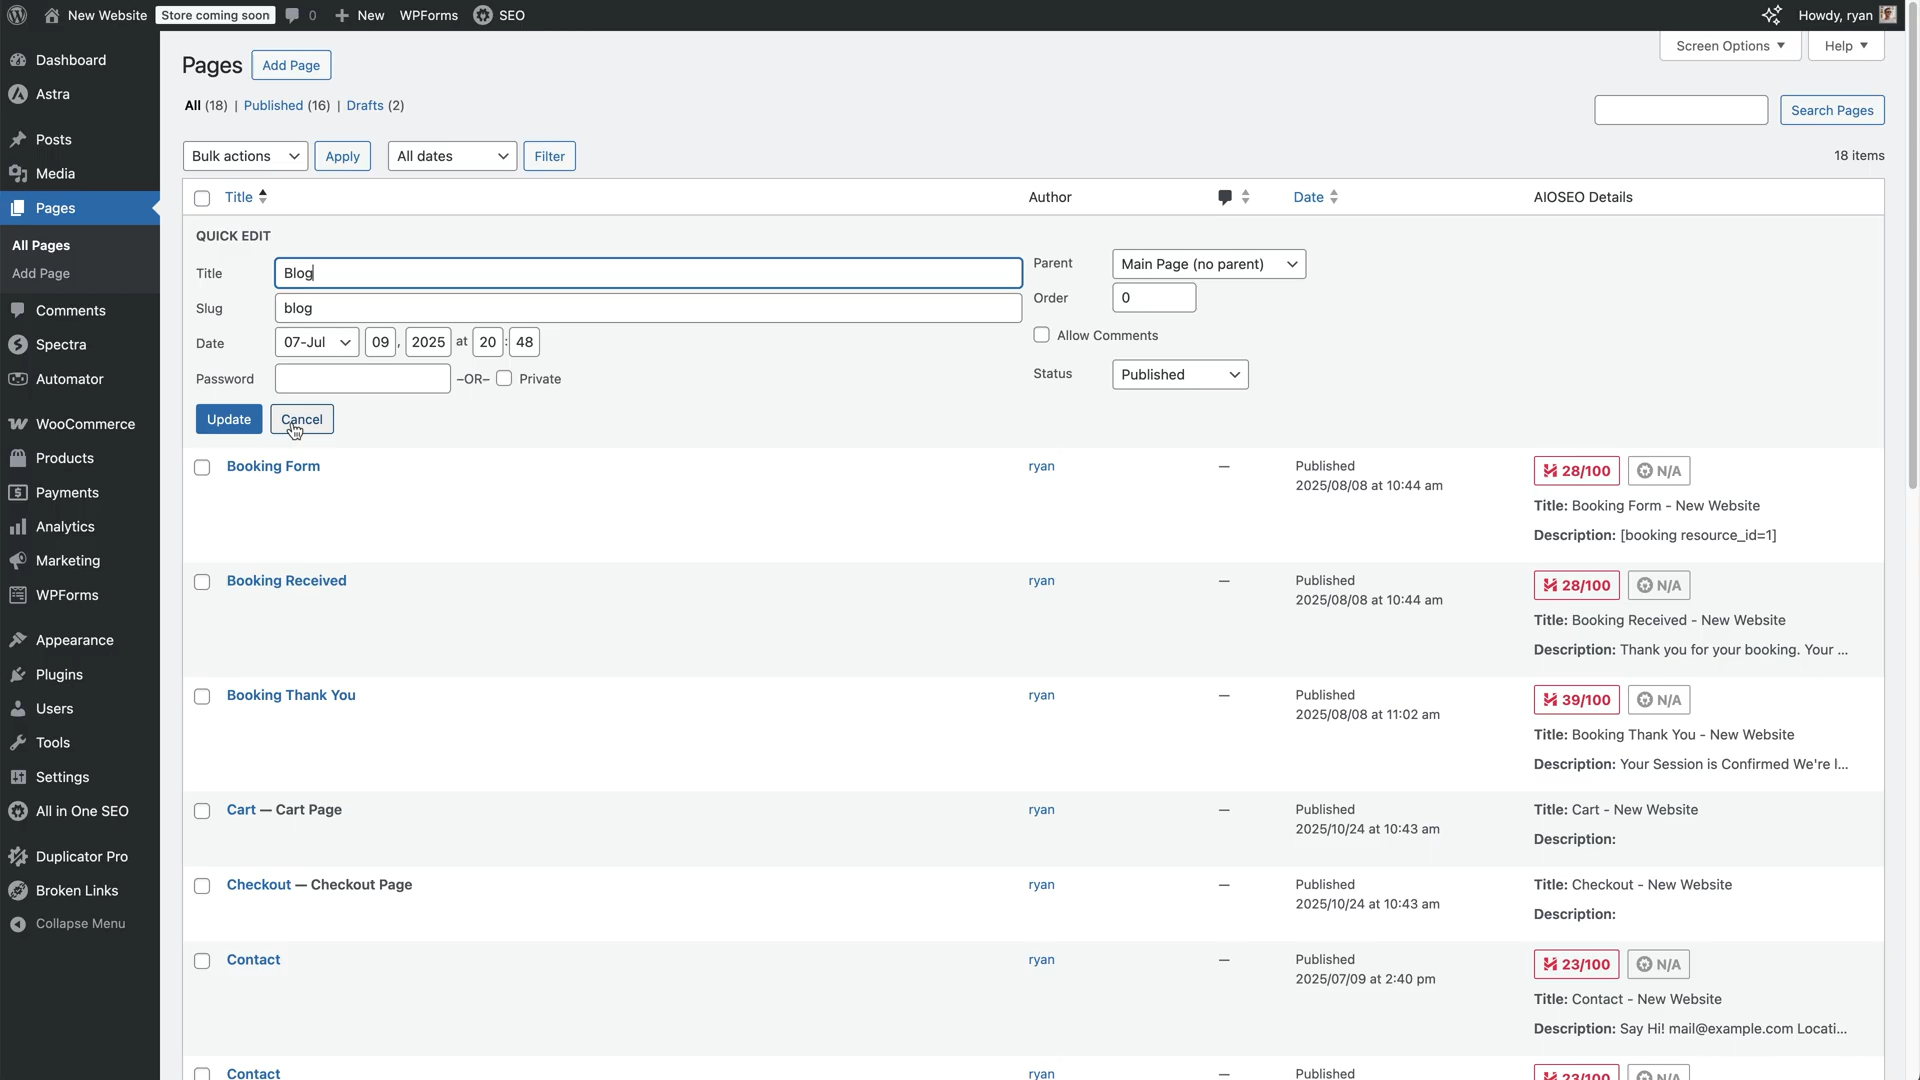 New Website Store coming soon 0 New WPForms SEO Howdy, ryan
Dashboard
Astra
Posts
Media
Pages
All Pages
Add Page
Comments
Spectra
Automator
WooCommerce
Products
Payments
Analytics
Marketing
WPForms
Appearance
Plugins
Users
Tools
Settings
All in One SEO
Duplicator Pro
Broken Links
Collapse Menu
Screen Options Help
Pages Add Page
All (18) | Published (16) | Drafts (2)
Search Pages
Bulk actions Apply All dates Filter 18 items
Title Author Date AIOSEO Details
QUICK EDIT
Title Blog Parent Main Page (no parent)
Slug blog Order 0
Date 07-Jul 09, 2025 at 20 : 48 Allow Comments
Password –OR– Private Status Published
Update Cancel
Booking Form ryan — Published 28/100 N/A
2025/08/08 at 10:44 am
Title: Booking Form - New Website
Description: [booking resource_id=1]
Booking Received ryan — Published 28/100 N/A
2025/08/08 at 10:44 am
Title: Booking Received - New Website
Description: Thank you for your booking. Your ...
Booking Thank You ryan — Published 39/100 N/A
2025/08/08 at 11:02 am
Title: Booking Thank You - New Website
Description: Your Session is Confirmed We're l...
Cart — Cart Page ryan — Published Title: Cart - New Website
2025/10/24 at 10:43 am
Description:
Checkout — Checkout Page ryan — Published Title: Checkout - New Website
2025/10/24 at 10:43 am
Description:
Contact ryan — Published 23/100 N/A
2025/07/09 at 2:40 pm
Title: Contact - New Website
Description: Say Hi! mail@example.com Locati...
Contact ryan — Published 23/100 N/A